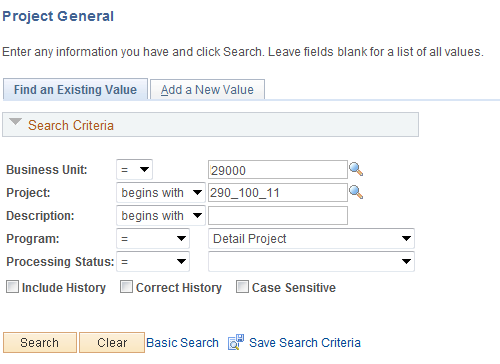 Project General
Enter any information you have and click Search. Leave fields blank for a list of all values.
Find an Existing Value Add a New Value
Search Criteria
Business Unit: = 29000
Project: begins with 290_100_11
Description: begins with
Program: = Detail Project
Processing Status: =
Include History Correct History Case Sensitive
Search Clear Basic Search Save Search Criteria